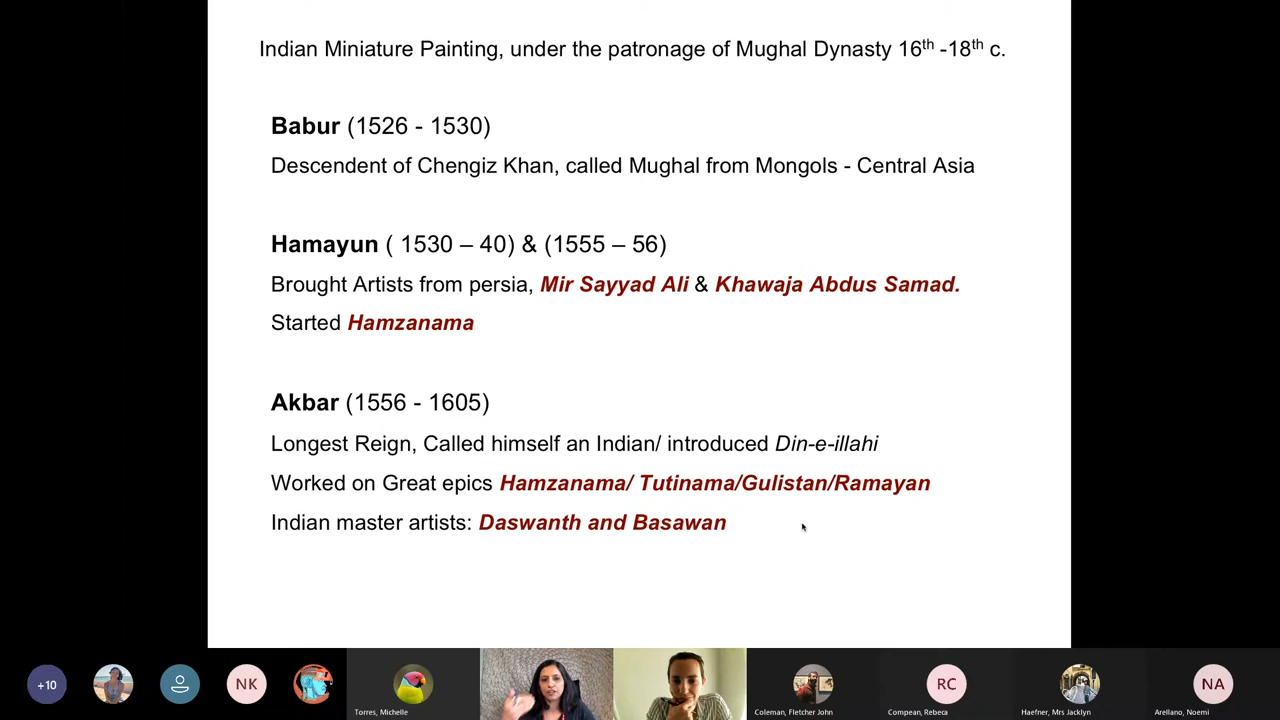 Indian Miniature Painting, under the patronage of Mughal Dynasty 16th -18th c.
Babur (1526 - 1530)
Descendent of Chengiz Khan, called Mughal from Mongols - Central Asia
Hamayun ( 1530 – 40) & (1555 – 56)
Brought Artists from persia, Mir Sayyad Ali & Khawaja Abdus Samad.
Started Hamzanama
Akbar (1556 - 1605)
Longest Reign, Called himself an Indian/ introduced Din-e-illahi
Worked on Great epics Hamzanama/ Tutinama/Gulistan/Ramayan
Indian master artists: Daswanth and Basawan
+10
NK
RC
NA
Torres, Michelle
Coleman, Fletcher John
Compean, Rebeca
Haefner, Mrs Jacklyn
Arellano, Noemi